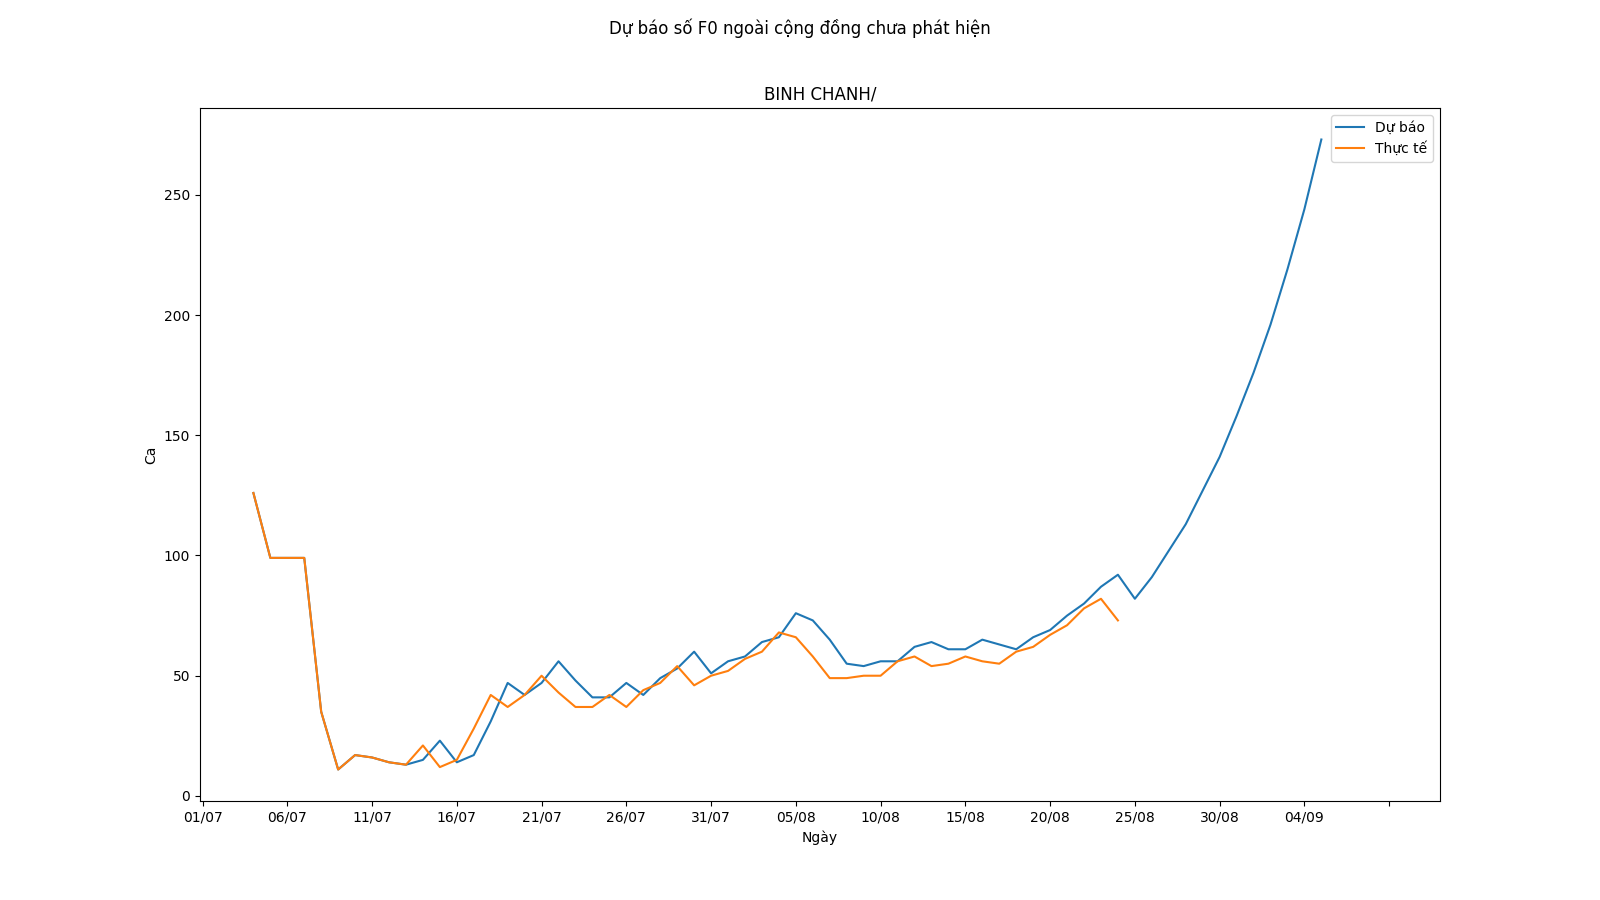 Dự báo số F0 ngoài cộng đồng chưa phát hiện
BINH CHANH/
Dự báo
Thực tế
250
200
150
100
50
0
Ca
01/07 06/07 11/07 16/07 21/07 26/07 31/07 05/08 10/08 15/08 20/08 25/08 30/08 04/09
Ngày